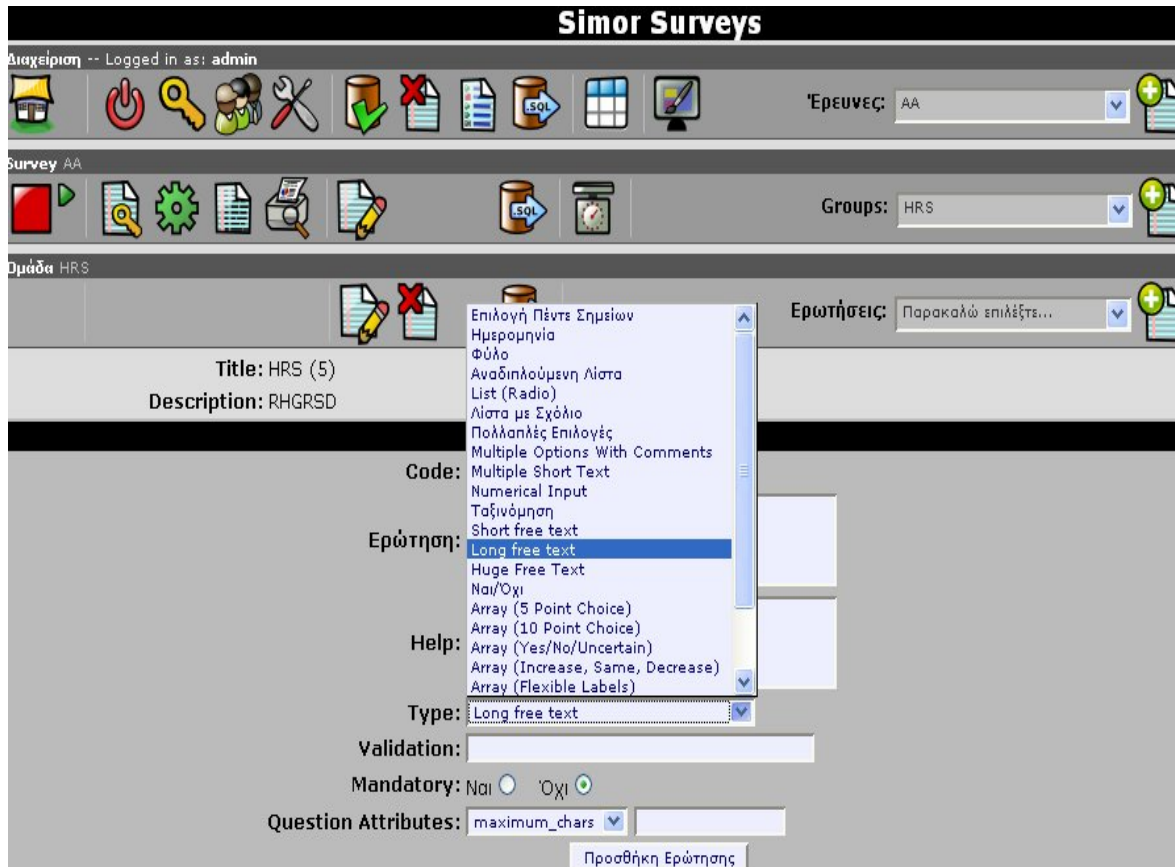 Simor Surveys
Διαχείριση -- Logged in as: admin
.SQL
Έρευνες: AA
Survey AA
.SQL
Groups: HRS
Ομάδα HRS
Ερωτήσεις: Παρακαλώ επιλέξτε...
Title: HRS (5)
Description: RHGRSD
Επιλογή Πέντε Σημείων
Ημερομηνία
Φύλο
Αναδιπλούμενη Λίστα
List (Radio)
Λίστα με Σχόλιο
Πολλαπλές Επιλογές
Multiple Options With Comments
Multiple Short Text
Numerical Input
Ταξινόμηση
Short free text
Long free text
Huge Free Text
Ναι/Όχι
Array (5 Point Choice)
Array (10 Point Choice)
Array (Yes/No/Uncertain)
Array (Increase, Same, Decrease)
Array (Flexible Labels)
Code:
Ερώτηση:
Help:
Type: Long free text
Validation:
Mandatory: Ναι Όχι
Question Attributes: maximum_chars
Προσθήκη Ερώτησης